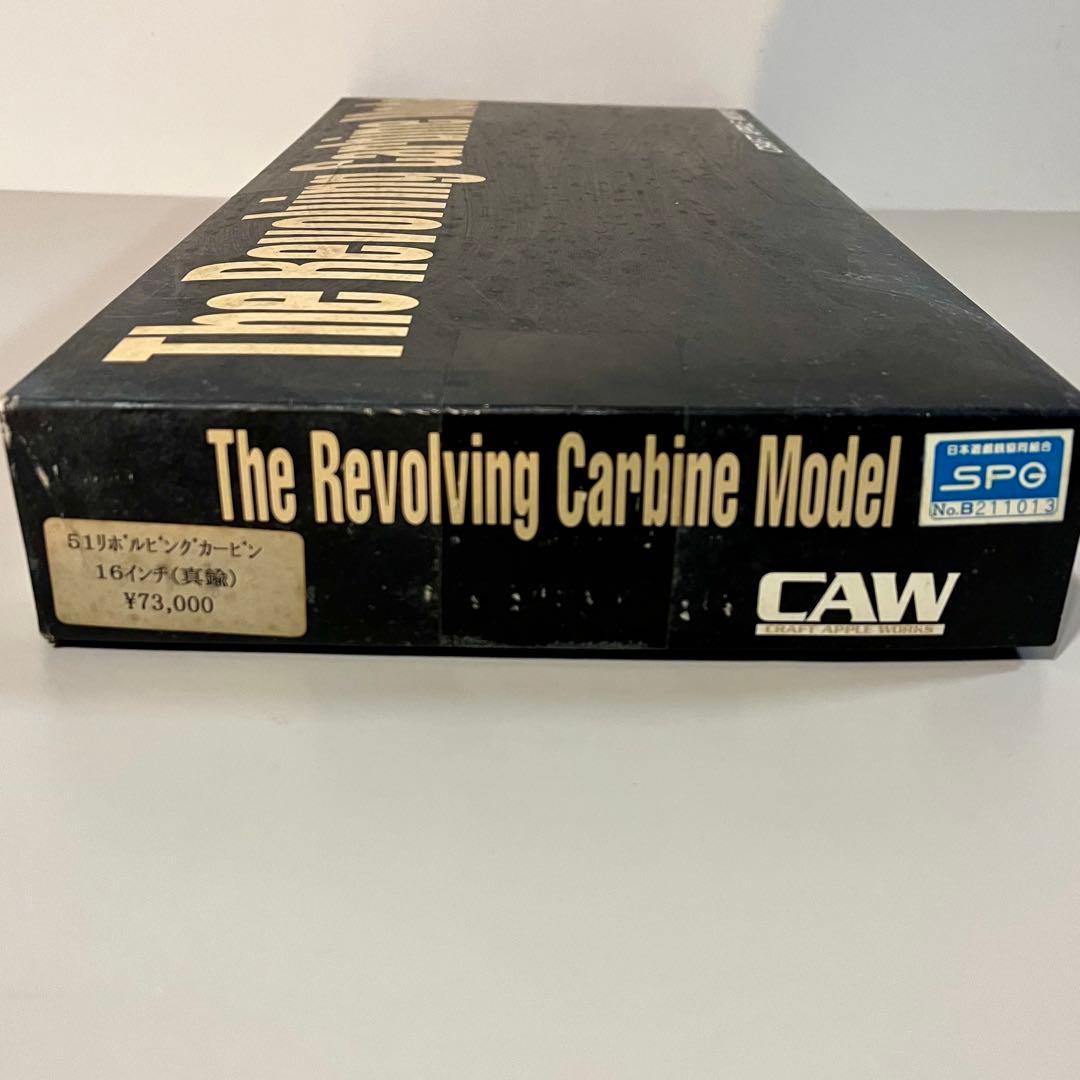 The Revolving Carbine
The Revolving Carbine Model
日本遊戯銃協同組合
SPG
No.B211013
51リボルビングカービン
16インチ(真鍮)
¥73,000
CAW
CRAFT APPLE WORKS